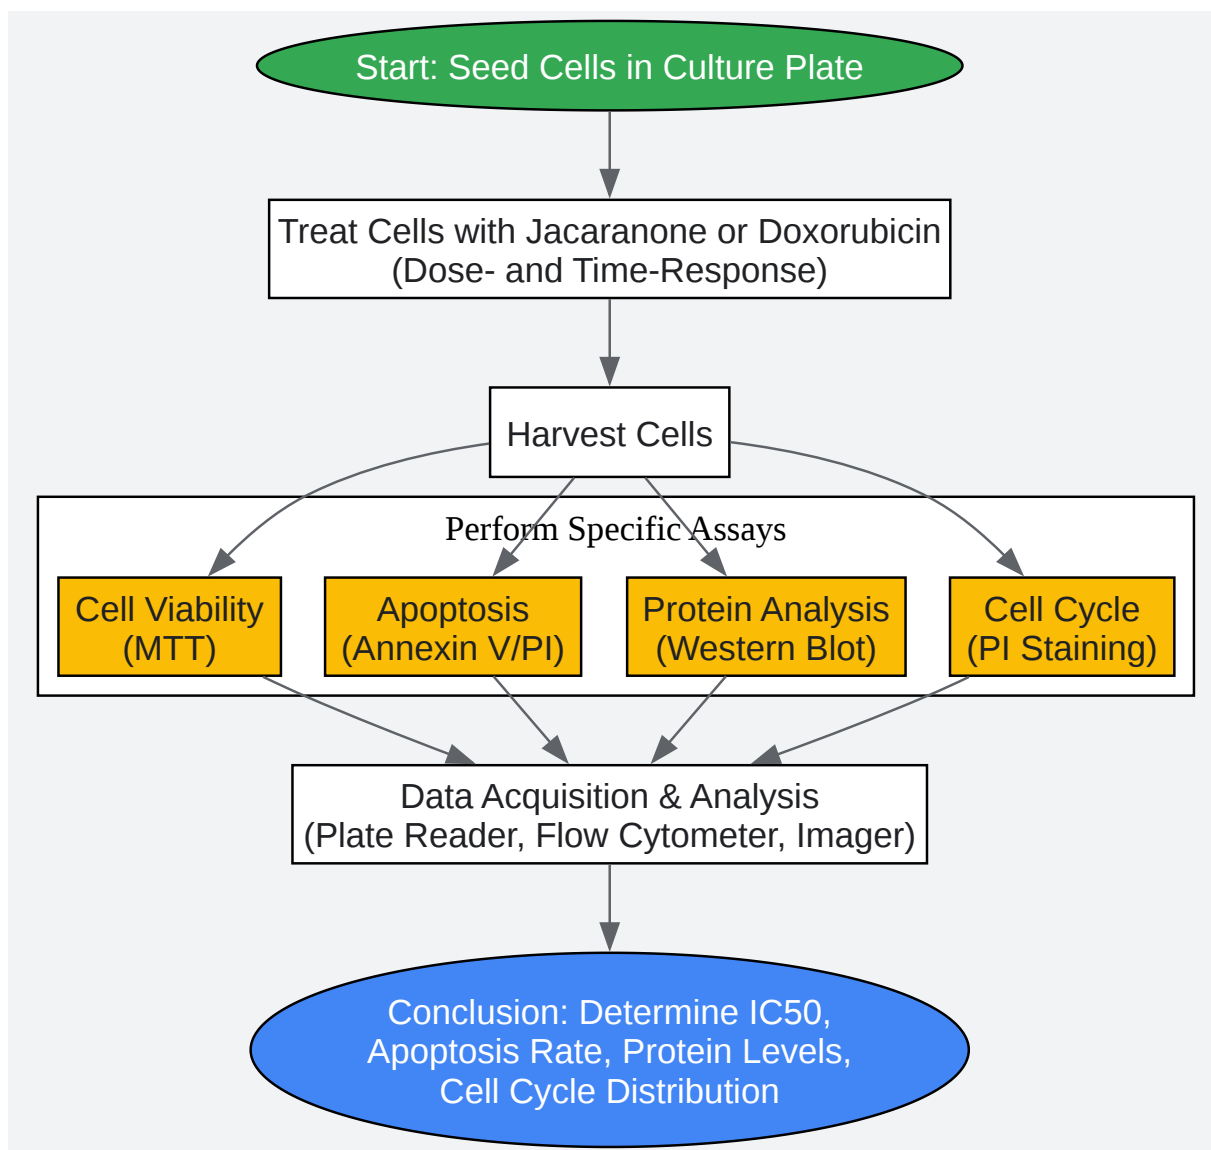 Start: Seed Cells in Culture Plate
Treat Cells with Jacaranone or Doxorubicin
(Dose- and Time-Response)
Harvest Cells
Perform Specific Assays
Cell Viability
(MTT)
Apoptosis
(Annexin V/PI)
Protein Analysis
(Western Blot)
Cell Cycle
(PI Staining)
Data Acquisition & Analysis
(Plate Reader, Flow Cytometer, Imager)
Conclusion: Determine IC50,
Apoptosis Rate, Protein Levels,
Cell Cycle Distribution